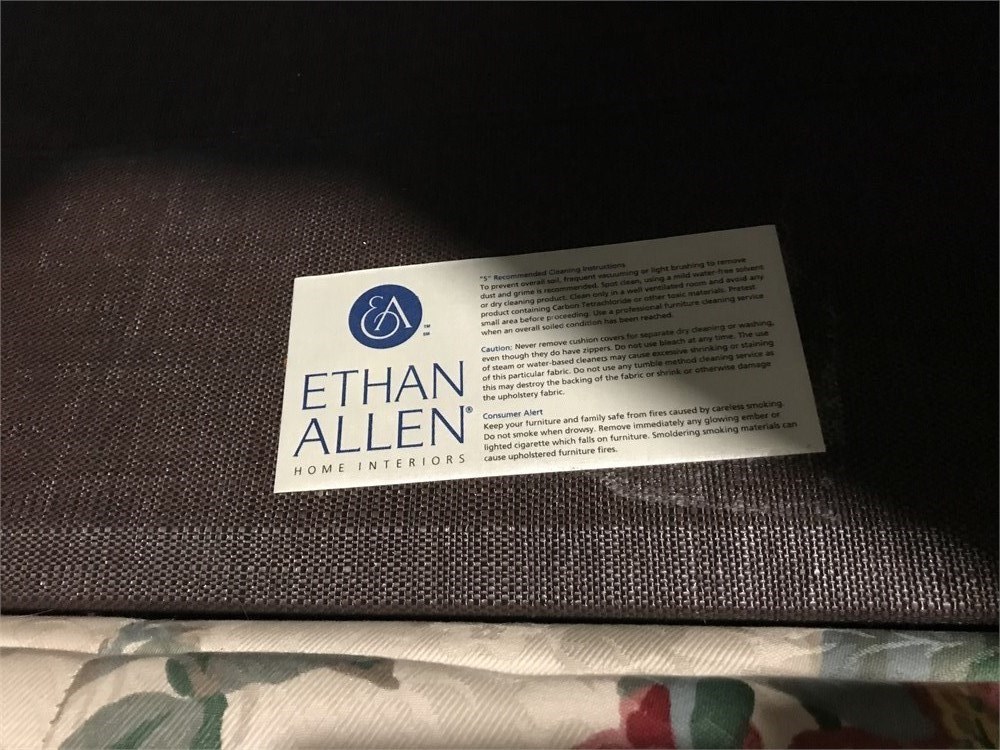 EA
TM
SM
ETHAN
ALLEN®
HOME INTERIORS
"S" Recommended Cleaning Instructions
To prevent overall soil, frequent vacuuming or light brushing to remove
dust and grime is recommended. Spot clean, using a mild water-free solvent
or dry cleaning product. Clean only in a well ventilated room and avoid any
product containing Carbon Tetrachloride or other toxic materials. Pretest
small area before proceeding. Use a professional furniture cleaning service
when an overall soiled condition has been reached.
Caution: Never remove cushion covers for separate dry cleaning or washing,
even though they do have zippers. Do not use bleach at any time. The use
of steam or water-based cleaners may cause excessive shrinking or staining
of this particular fabric. Do not use any tumble method cleaning service as
this may destroy the backing of the fabric or shrink or otherwise damage
the upholstery fabric.
Consumer Alert
Keep your furniture and family safe from fires caused by careless smoking.
Do not smoke when drowsy. Remove immediately any glowing ember or
lighted cigarette which falls on furniture. Smoldering smoking materials can
cause upholstered furniture fires.